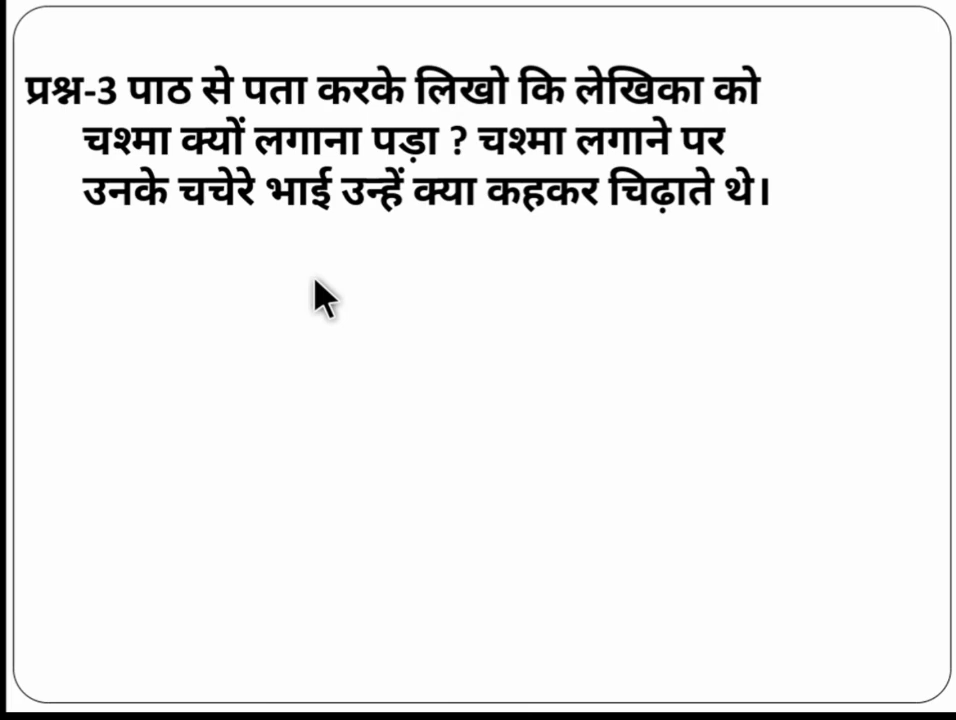 प्रश्न-3 पाठ से पता करके लिखो कि लेखिका को
चश्मा क्यों लगाना पड़ा ? चश्मा लगाने पर
उनके चचेरे भाई उन्हें क्या कहकर चिढ़ाते थे।